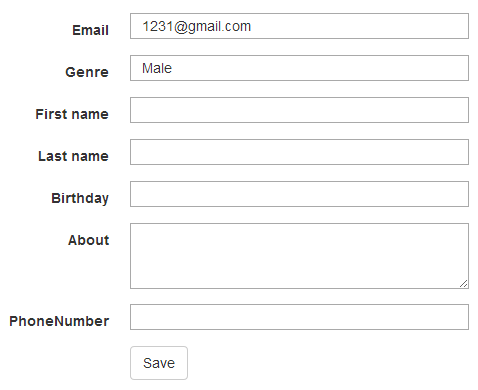 Email 1231@gmail.com
Genre Male
First name
Last name
Birthday
About
PhoneNumber
Save